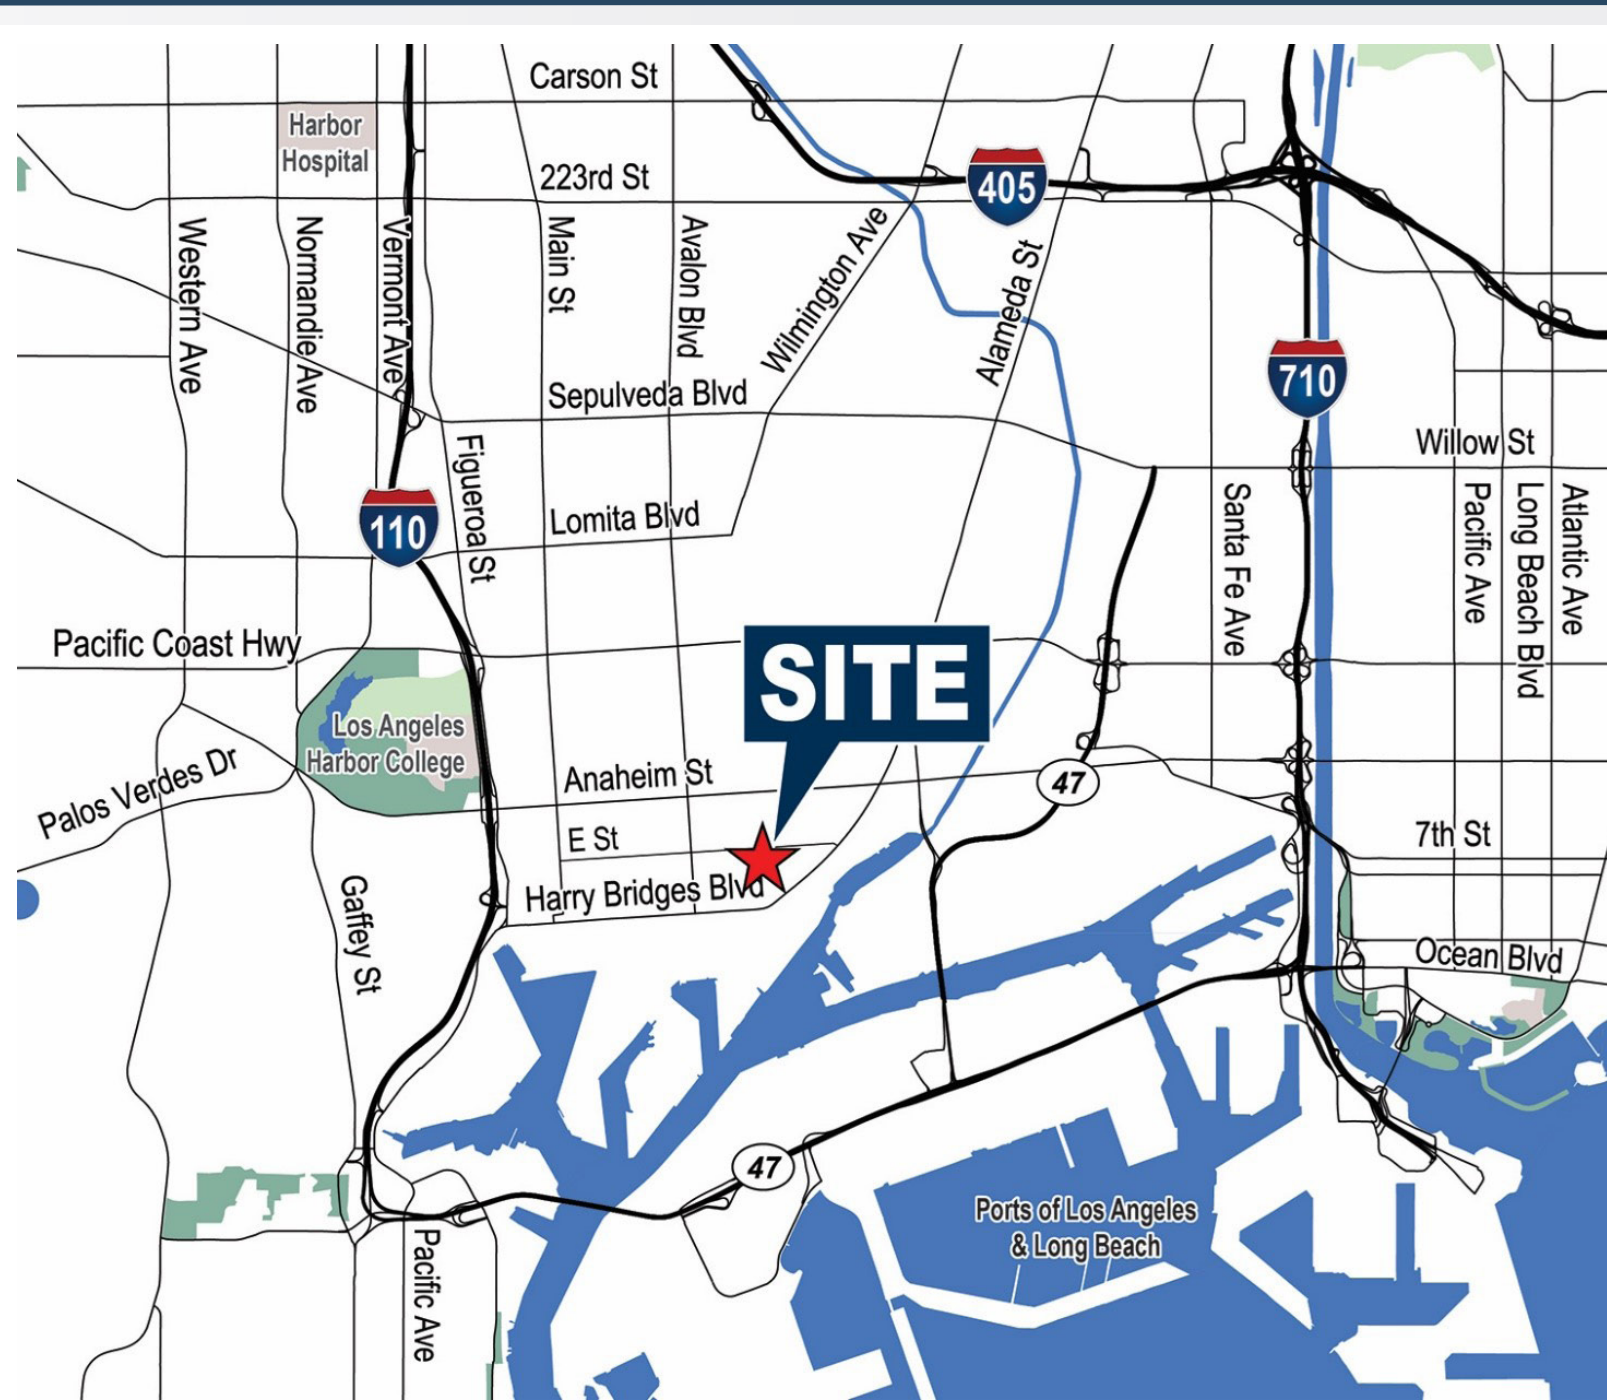 Carson St
Harbor
Hospital
223rd St
405
Western Ave
Normandie Ave
Vermont Ave
Main St
Avalon Blvd
Wilmington Ave
Alameda St
710
Sepulveda Blvd
Willow St
Figueroa St
110
Lomita Blvd
Santa Fe Ave
Pacific Ave
Long Beach Blvd
Atlantic Ave
Pacific Coast Hwy
SITE
Los Angeles
Harbor College
Palos Verdes Dr
Anaheim St
47
E St
7th St
Harry Bridges Blvd
Gaffey St
Ocean Blvd
47
Ports of Los Angeles
& Long Beach
Pacific Ave